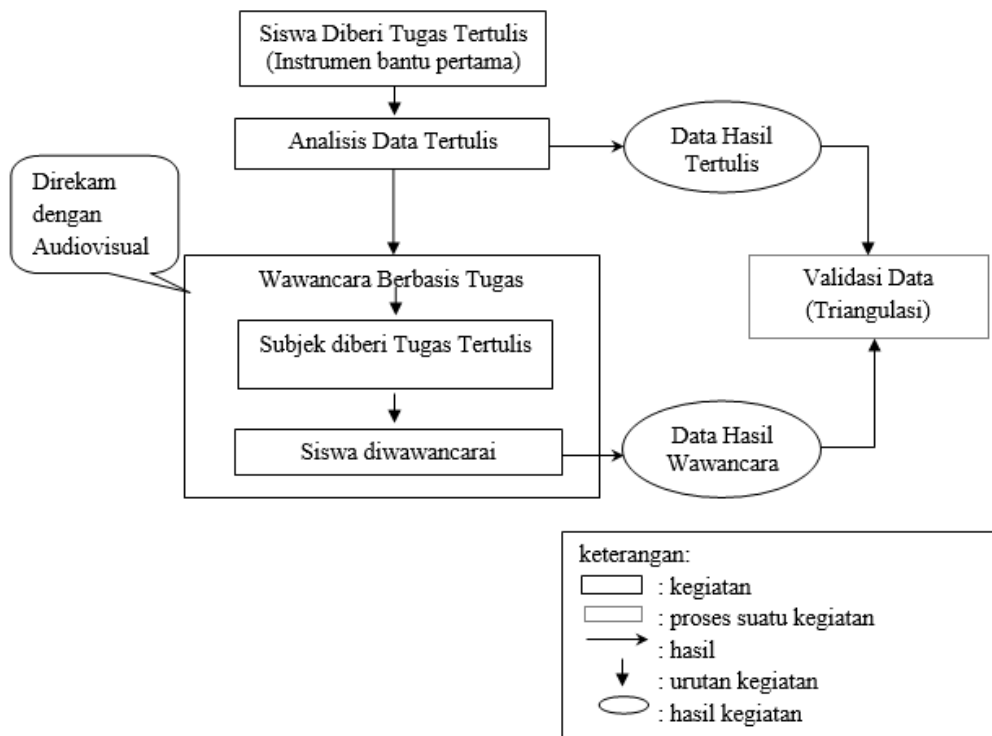 Siswa Diberi Tugas Tertulis
(Instrumen bantu pertama)
Analisis Data Tertulis
Data Hasil
Tertulis
Direkam
dengan
Audiovisual
Wawancara Berbasis Tugas
Validasi Data
(Triangulasi)
Subjek diberi Tugas Tertulis
Siswa diwawancarai
Data Hasil
Wawancara
keterangan:
: kegiatan
: proses suatu kegiatan
: hasil
: urutan kegiatan
: hasil kegiatan